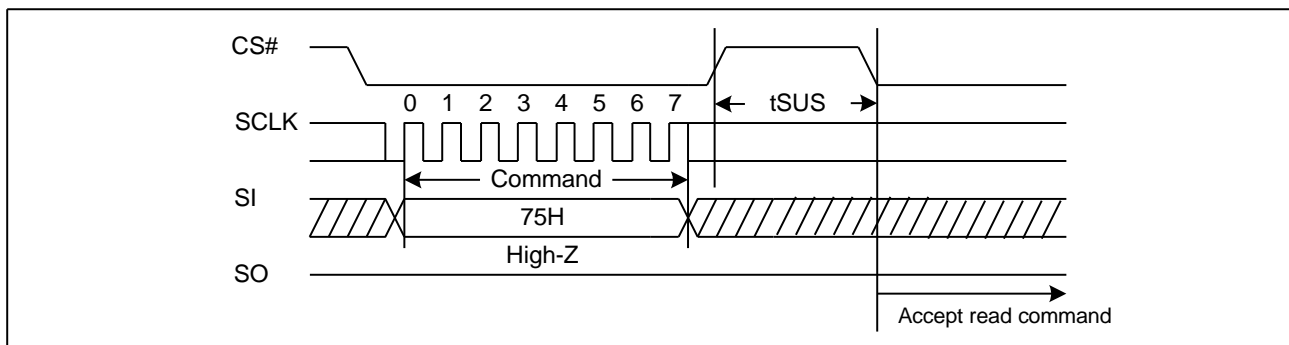 CS#
0 1 2 3 4 5 6 7
tSUS
SCLK
Command
SI
75H
High-Z
SO
Accept read command